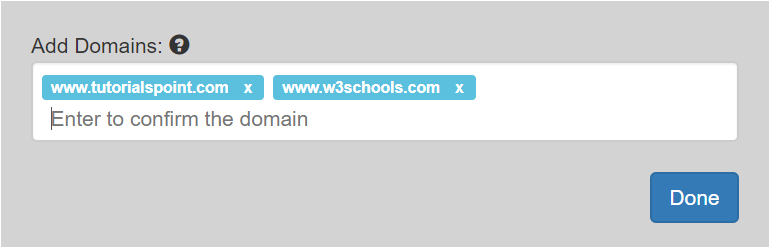 Add Domains: ?
www.tutorialspoint.com x www.w3schools.com x
Enter to confirm the domain
Done